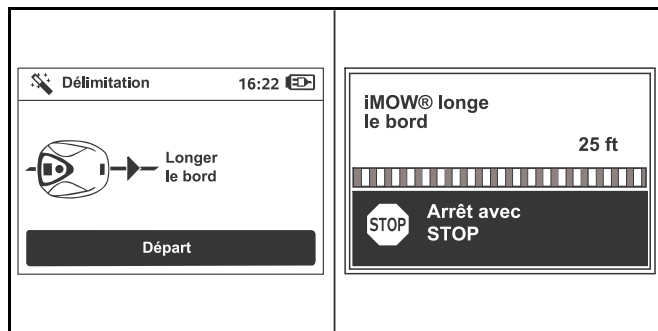 Délimitation 16:22
Longer
le bord
Départ
iMOW® longe
le bord
25 ft
STOP
Arrêt avec
STOP